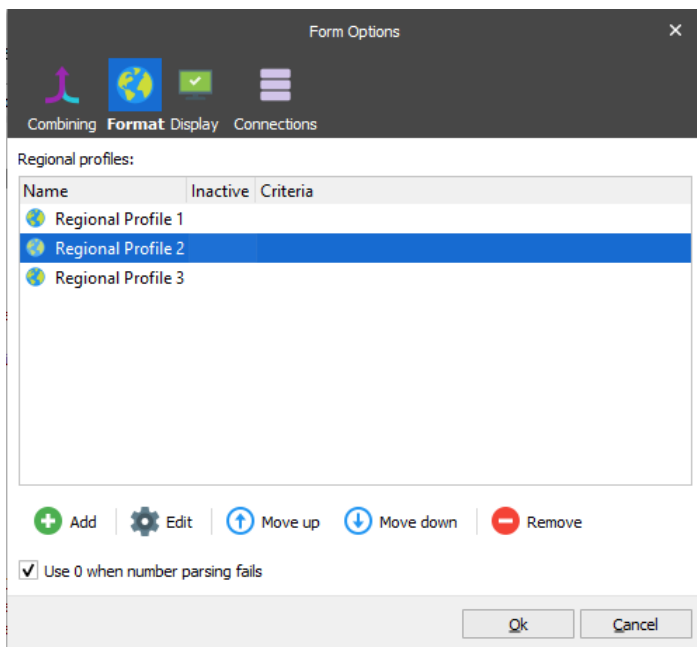 Form Options
Combining Format Display Connections
Regional profiles:
Name Inactive Criteria
Regional Profile 1
Regional Profile 2
Regional Profile 3
Add Edit Move up Move down Remove
Use 0 when number parsing fails
Ok Cancel